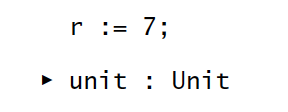 r := 7;
▸ unit : Unit